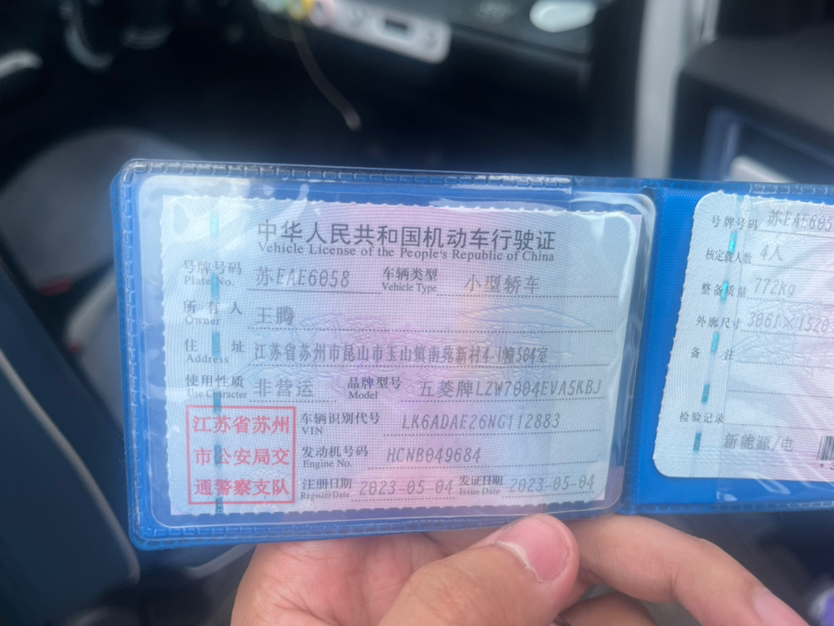 中华人民共和国机动车行驶证
Vehicle License of the People's Republic of China
号牌号码 苏EAE6058 车辆类型 小型轿车
Plate No. Vehicle Type
所有人 王腾
Owner
住址 江苏省苏州市昆山市玉山镇南苑新村4-1幢504室
Address
使用性质 非营运 品牌型号 五菱牌LZW7004EVA5KBJ
Use Character Model
江苏省苏州
市公安局交
通警察支队
车辆识别代号 LK6ADAE26NG112883
VIN
发动机号码 HCNB049684
Engine No.
注册日期 2023-05-04 发证日期 2023-05-04
Register Date Issue Date
号牌号码 苏EAE605
核定载人数 4人
整备质量 772kg
外廓尺寸 3061×1520
备注
检验记录
新能源/电